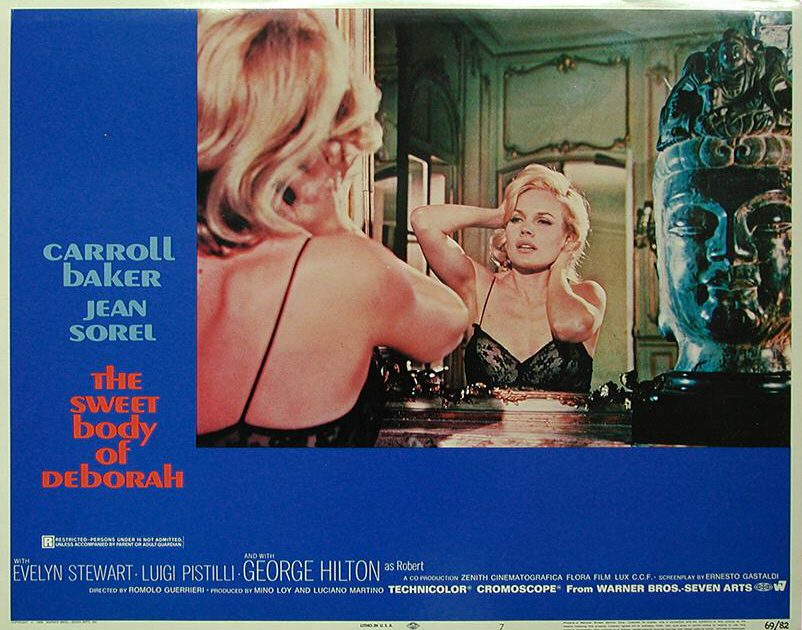 CARROLL
BAKER
JEAN
SOREL
THE
SWEET
body
of
DEBORAH
R RESTRICTED—PERSONS UNDER 16 NOT ADMITTED,
UNLESS ACCOMPANIED BY PARENT OR ADULT GUARDIAN
WITH
EVELYN STEWART · LUIGI PISTILLI ·
AND WITH
GEORGE HILTON as Robert
A CO PRODUCTION ZENITH CINEMATOGRAFICA FLORA FILM LUX C.C.F. · SCREENPLAY BY ERNESTO GASTALDI
DIRECTED BY ROMOLO GUERRIERI · PRODUCED BY MINO LOY AND LUCIANO MARTINO TECHNICOLOR® CROMOSCOPE® From WARNER BROS.-SEVEN ARTS W7
LITHO. IN U.S.A.
7
69/82